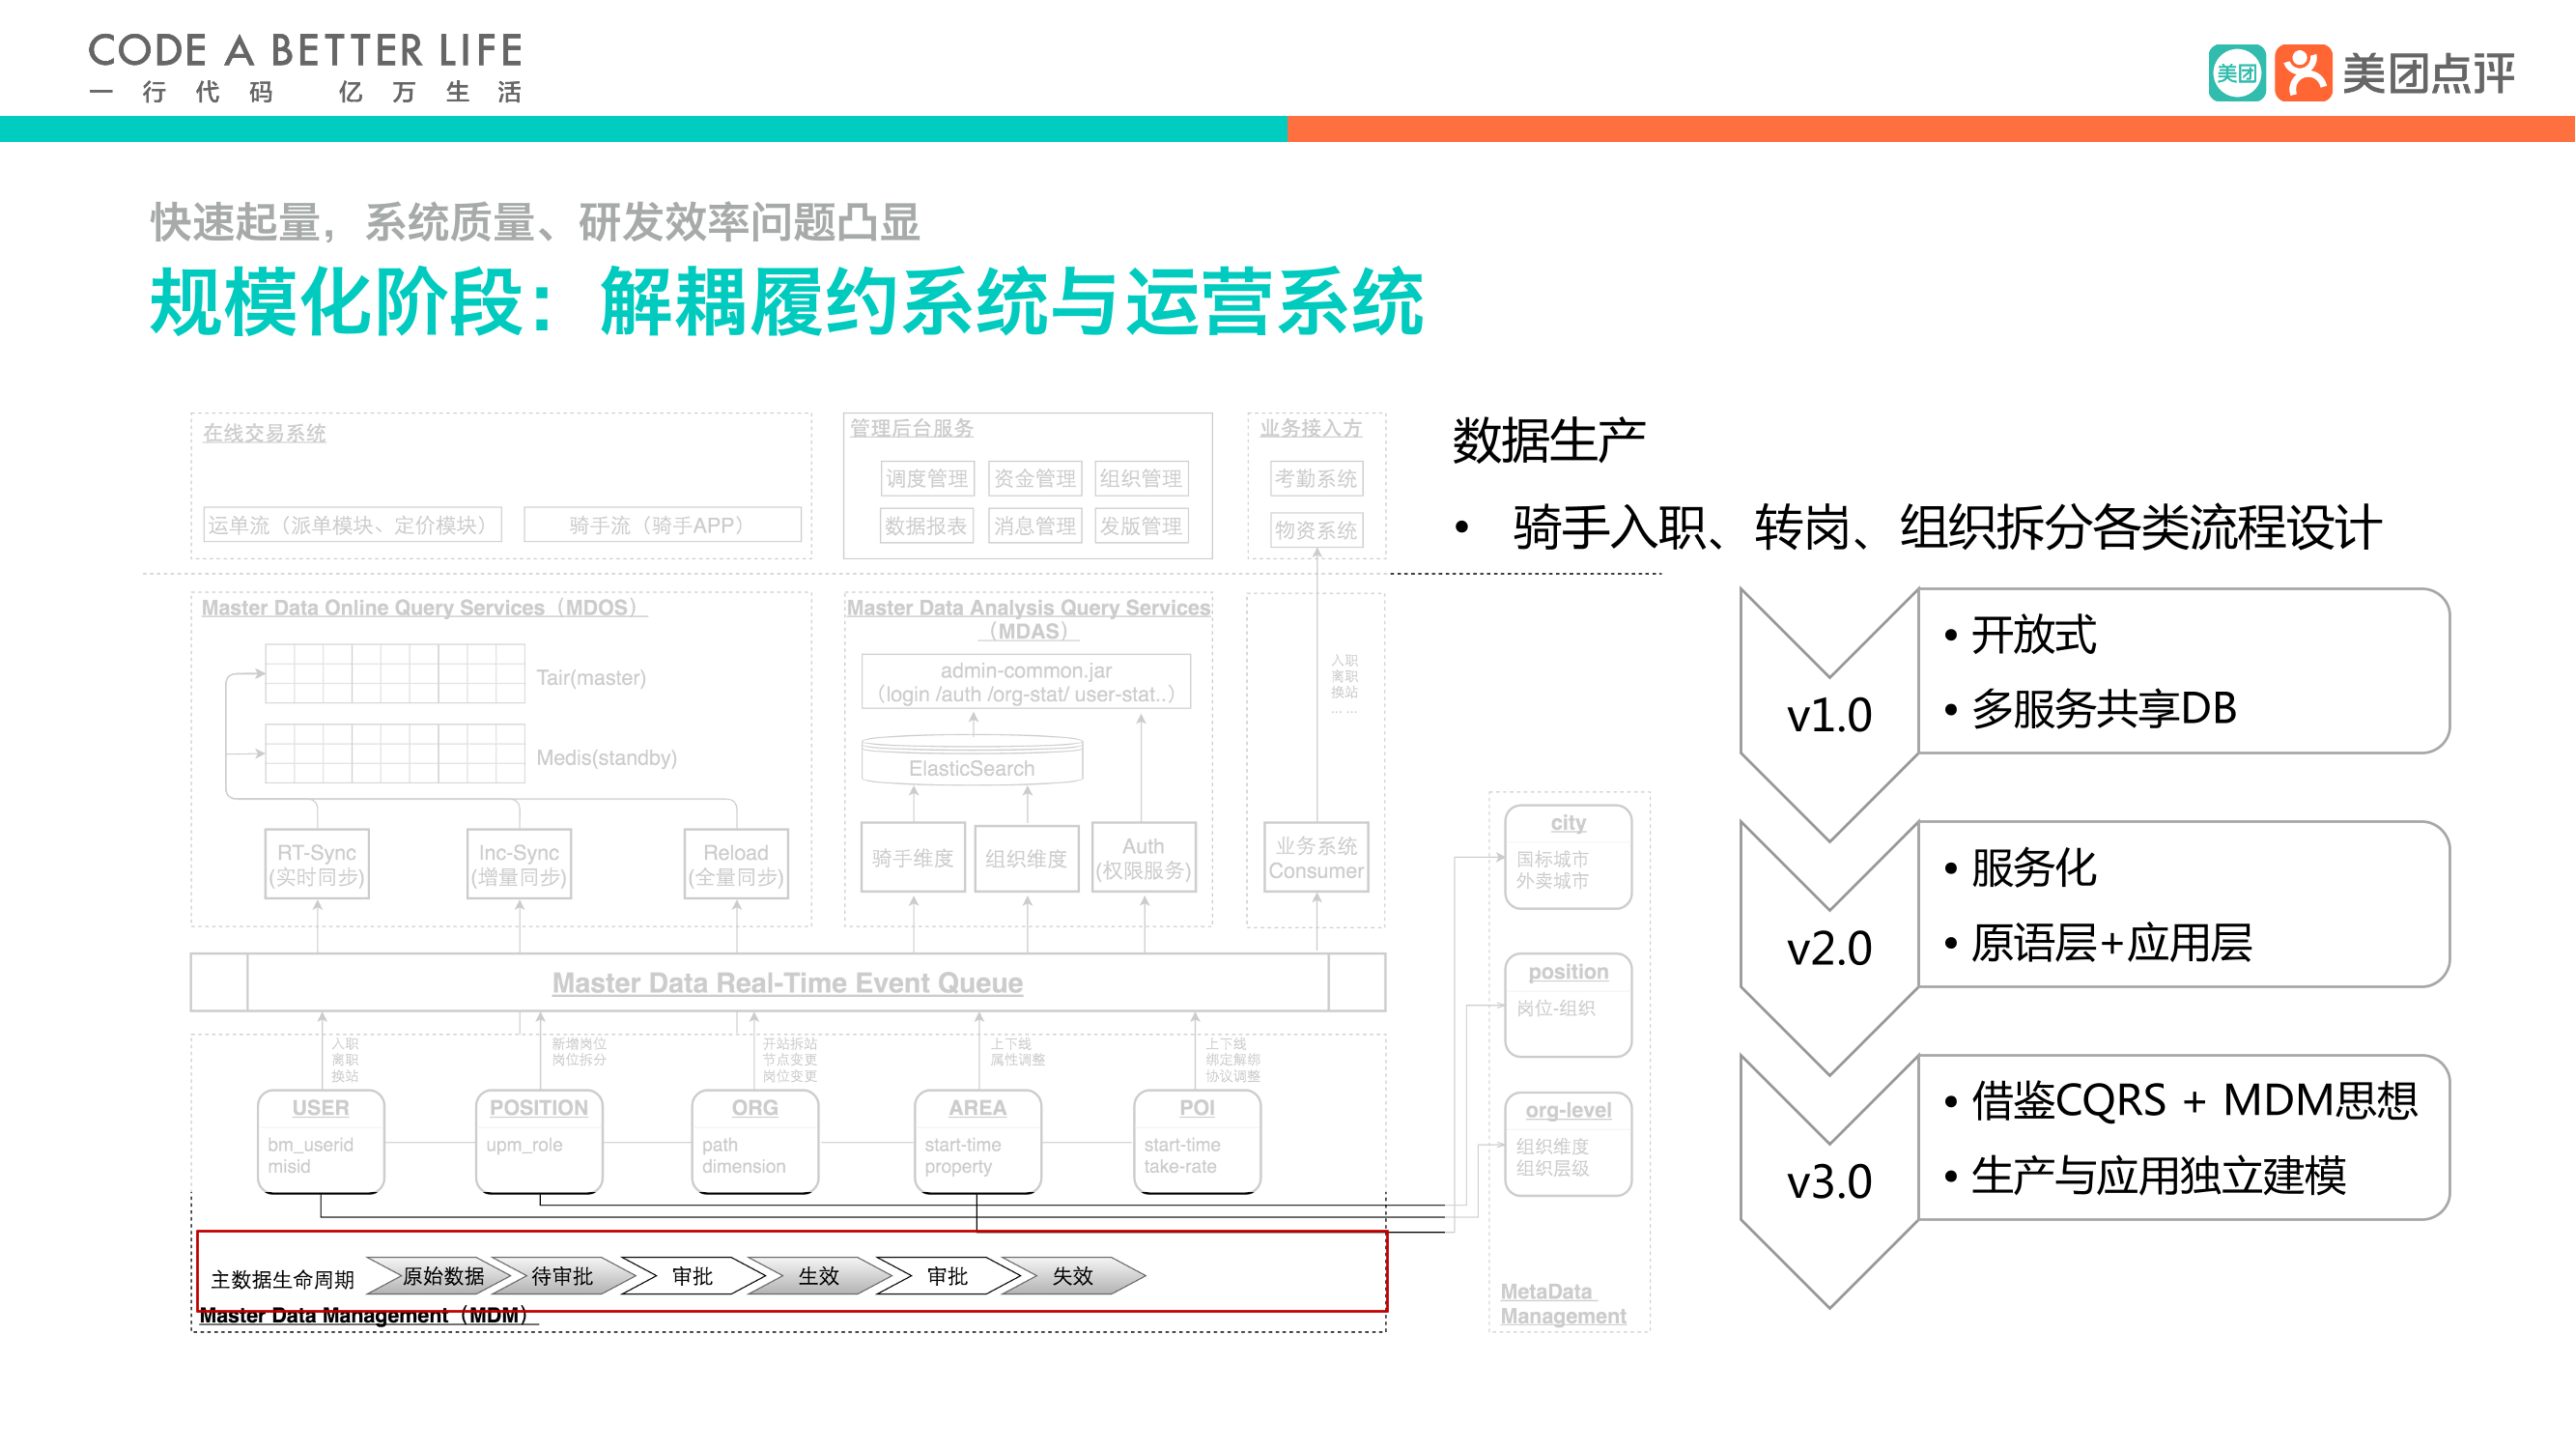 CODE A BETTER LIFE
一行代码 亿万生活
美团
美团点评
快速起量，系统质量、研发效率问题凸显
规模化阶段：解耦履约系统与运营系统
在线交易系统
运单流（派单模块、定价模块）
骑手流（骑手APP）
管理后台服务
调度管理
资金管理
组织管理
数据报表
消息管理
发版管理
业务接入方
考勤系统
物资系统
Master Data Online Query Services（MDOS）
Tair(master)
Medis(standby)
RT-Sync
(实时同步)
Inc-Sync
(增量同步)
Reload
(全量同步)
Master Data Analysis Query Services
（MDAS）
admin-common.jar
（login /auth /org-stat/ user-stat..）
ElasticSearch
骑手维度
组织维度
Auth
(权限服务)
入职
离职
换站
... ...
业务系统
Consumer
Master Data Real-Time Event Queue
入职
离职
换站
新增岗位
岗位拆分
开站拆站
节点变更
岗位变更
上下线
属性调整
上下线
绑定解绑
协议调整
USER
bm_userid
misid
POSITION
upm_role
ORG
path
dimension
AREA
start-time
property
POI
start-time
take-rate
主数据生命周期
原始数据
待审批
审批
生效
审批
失效
Master Data Management（MDM）
city
国标城市
外卖城市
position
岗位-组织
org-level
组织维度
组织层级
MetaData
Management
数据生产
• 骑手入职、转岗、组织拆分各类流程设计
v1.0
• 开放式
• 多服务共享DB
v2.0
• 服务化
• 原语层+应用层
v3.0
• 借鉴CQRS + MDM思想
• 生产与应用独立建模